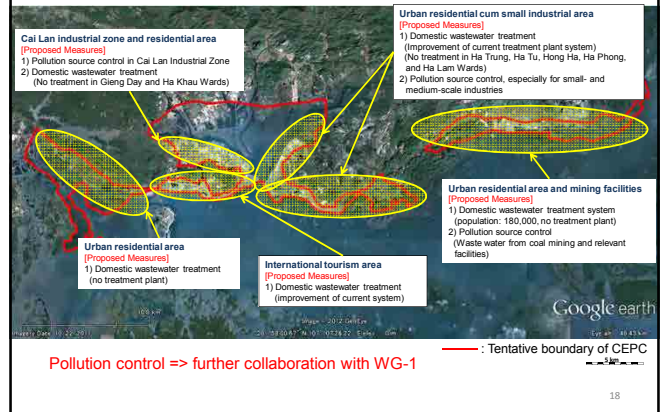 Cai Lan industrial zone and residential area
[Proposed Measures]
1) Pollution source control in Cai Lan Industrial Zone
2) Domestic wastewater treatment
(No treatment in Gieng Day and Ha Khau Wards)
Urban residential cum small industrial area
[Proposed Measures]
1) Domestic wastewater treatment
(Improvement of current treatment plant system)
(No treatment in Ha Trung, Ha Tu, Hong Ha, Ha Phong,
and Ha Lam Wards)
2) Pollution source control, especially for small- and
medium-scale industries
Urban residential area and mining facilities
[Proposed Measures]
1) Domestic wastewater treatment system
(population: 180,000, no treatment plant)
2) Pollution source control
(Waste water from coal mining and relevant
facilities)
Urban residential area
[Proposed Measures]
1) Domestic wastewater treatment
(no treatment plant)
International tourism area
[Proposed Measures]
1) Domestic wastewater treatment
(improvement of current system)
Google earth
Pollution control => further collaboration with WG-1
: Tentative boundary of CEPC
5 km
18